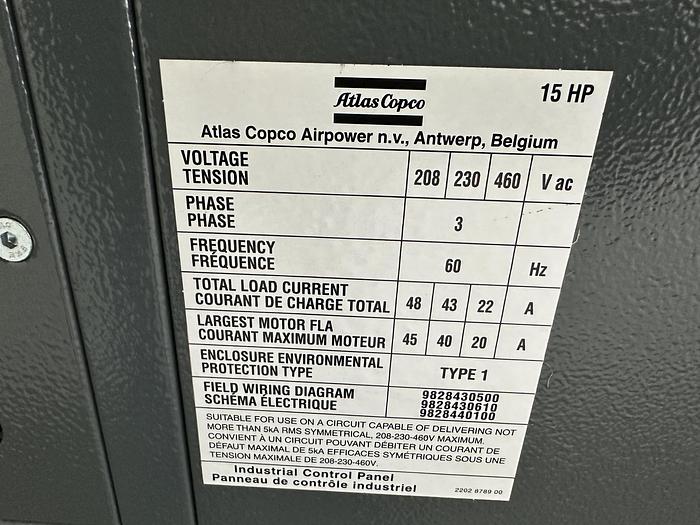 15 HP
Atlas Copco
Atlas Copco Airpower n.v., Antwerp, Belgium
VOLTAGE
TENSION
208 230 460 V ac
PHASE
PHASE
3
FREQUENCY
FRÉQUENCE
60 Hz
TOTAL LOAD CURRENT
COURANT DE CHARGE TOTAL
48 43 22 A
LARGEST MOTOR FLA
COURANT MAXIMUM MOTEUR
45 40 20 A
ENCLOSURE ENVIRONMENTAL
PROTECTION TYPE
TYPE 1
FIELD WIRING DIAGRAM
SCHÉMA ÉLECTRIQUE
9828430500
9828430610
9828440100
SUITABLE FOR USE ON A CIRCUIT CAPABLE OF DELIVERING NOT
MORE THAN 5kA RMS SYMMETRICAL, 208-230-460V MAXIMUM.
CONVIENT À UN CIRCUIT POUVANT DÉBITER UN COURANT DE
DÉFAUT MAXIMAL DE 5kA EFFICACES SYMÉTRIQUES SOUS UNE
TENSION MAXIMALE DE 208-230-460V.
Industrial Control Panel
Panneau de contrôle industriel
2202 8789 00